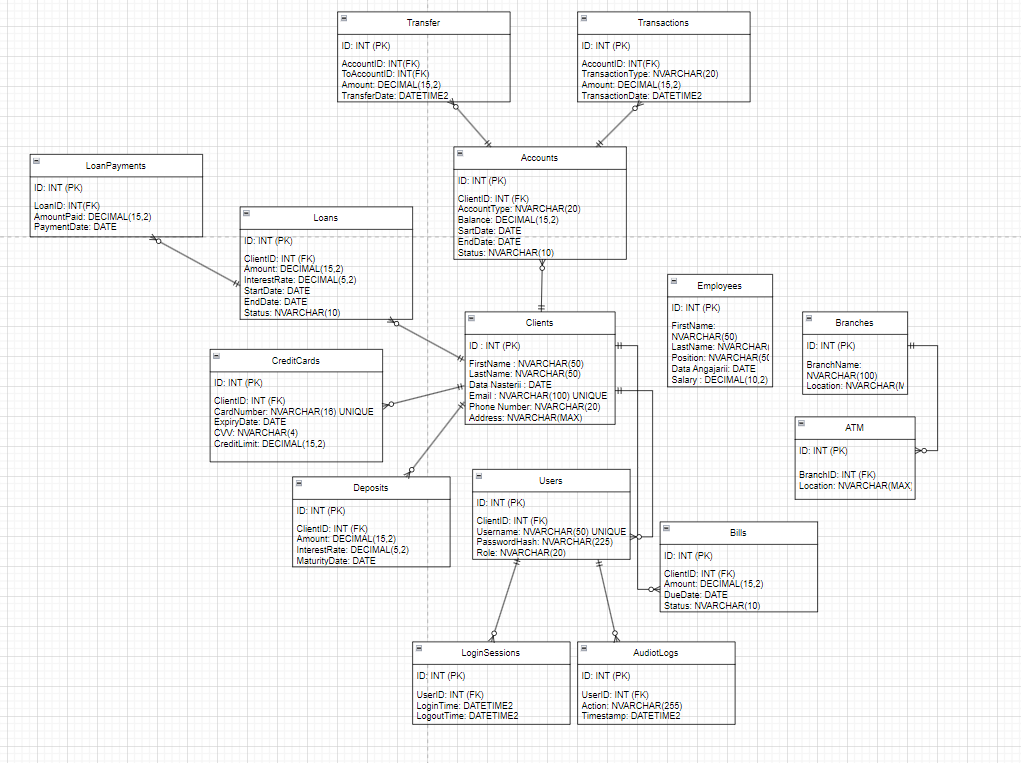 Transfer
ID: INT (PK)
AccountID: INT(FK)
ToAccountID: INT(FK)
Amount: DECIMAL(15,2)
TransferDate: DATETIME2
Transactions
ID: INT (PK)
AccountID: INT(FK)
TransactionType: NVARCHAR(20)
Amount: DECIMAL(15,2)
TransactionDate: DATETIME2
Accounts
ID: INT (PK)
ClientID: INT (FK)
AccountType: NVARCHAR(20)
Balance: DECIMAL(15,2)
SartDate: DATE
EndDate: DATE
Status: NVARCHAR(10)
LoanPayments
ID: INT (PK)
LoanID: INT(FK)
AmountPaid: DECIMAL(15,2)
PaymentDate: DATE
Loans
ID: INT (PK)
ClientID: INT (FK)
Amount: DECIMAL(15,2)
InterestRate: DECIMAL(5,2)
StartDate: DATE
EndDate: DATE
Status: NVARCHAR(10)
Employees
ID: INT (PK)
FirstName:
NVARCHAR(50)
LastName: NVARCHAR(
Position: NVARCHAR(50
Data Angajarii: DATE
Salary : DECIMAL(10,2)
Branches
ID: INT (PK)
BranchName:
NVARCHAR(100)
Location: NVARCHAR(M
Clients
ID: INT (PK)
FirstName : NVARCHAR(50)
LastName: NVARCHAR(50)
Data Nasterii : DATE
Email : NVARCHAR(100) UNIQUE
Phone Number: NVARCHAR(20)
Address: NVARCHAR(MAX)
CreditCards
ID: INT (PK)
ClientID: INT (FK)
CardNumber: NVARCHAR(16) UNIQUE
ExpiryDate: DATE
CVV: NVARCHAR(4)
CreditLimit: DECIMAL(15,2)
ATM
ID: INT (PK)
BranchID: INT (FK)
Location: NVARCHAR(MAX)
Deposits
ID: INT (PK)
ClientID: INT (FK)
Amount: DECIMAL(15,2)
InterestRate: DECIMAL(5,2)
MaturityDate: DATE
Users
ID: INT (PK)
ClientID: INT (FK)
Username: NVARCHAR(50) UNIQUE
PasswordHash: NVARCHAR(225)
Role: NVARCHAR(20)
Bills
ID: INT (PK)
ClientID: INT (FK)
Amount: DECIMAL(15,2)
DueDate: DATE
Status: NVARCHAR(10)
LoginSessions
ID: INT (PK)
UserID: INT (FK)
LoginTime: DATETIME2
LogoutTime: DATETIME2
AudiotLogs
ID: INT (PK)
UserID: INT (FK)
Action: NVARCHAR(255)
Timestamp: DATETIME2